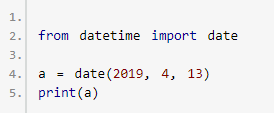 1.
2. from datetime import date
3.
4. a = date(2019, 4, 13)
5. print(a)